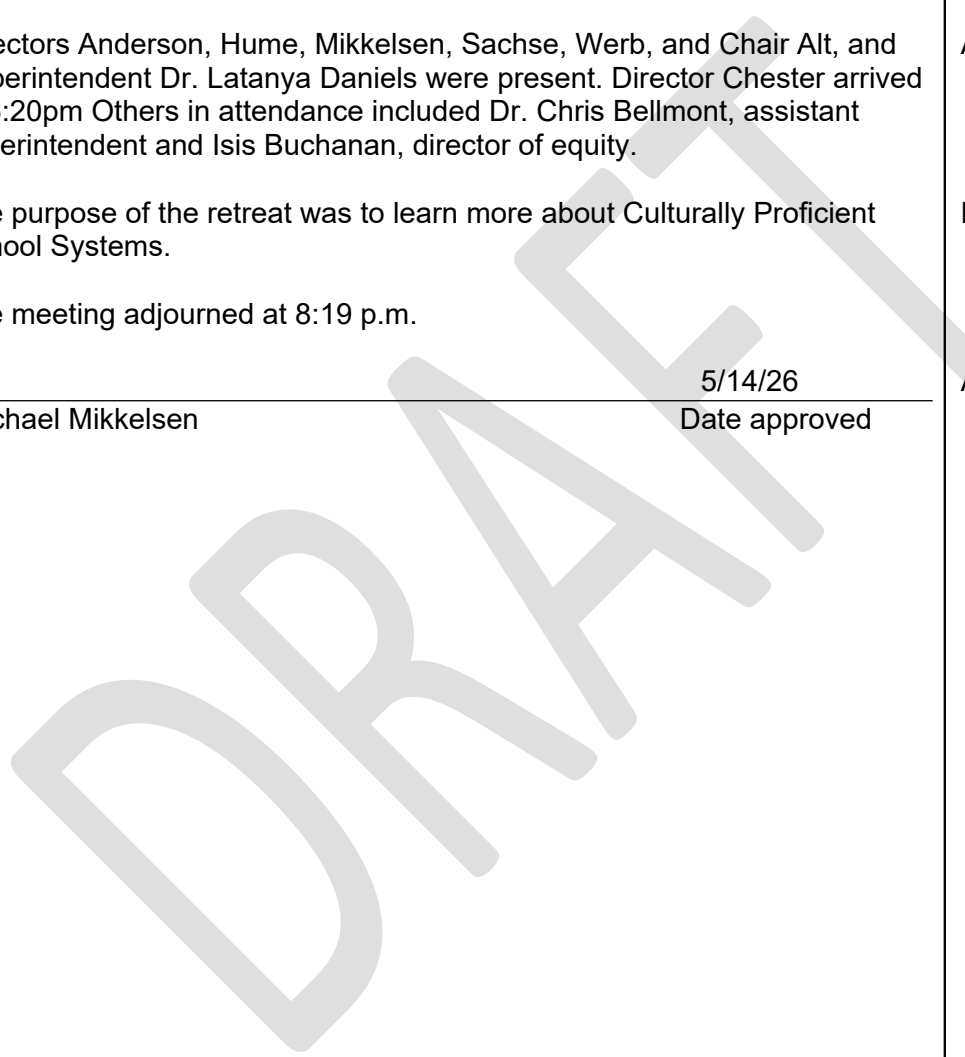 ectors Anderson, Hume, Mikkelsen, Sachse, Werb, and Chair Alt, and
perintendent Dr. Latanya Daniels were present. Director Chester arrived
:20pm Others in attendance included Dr. Chris Bellmont, assistant
erintendent and Isis Buchanan, director of equity.
e purpose of the retreat was to learn more about Culturally Proficient
hool Systems.
e meeting adjourned at 8:19 p.m.
5/14/26
chael Mikkelsen Date approved
DRAFT